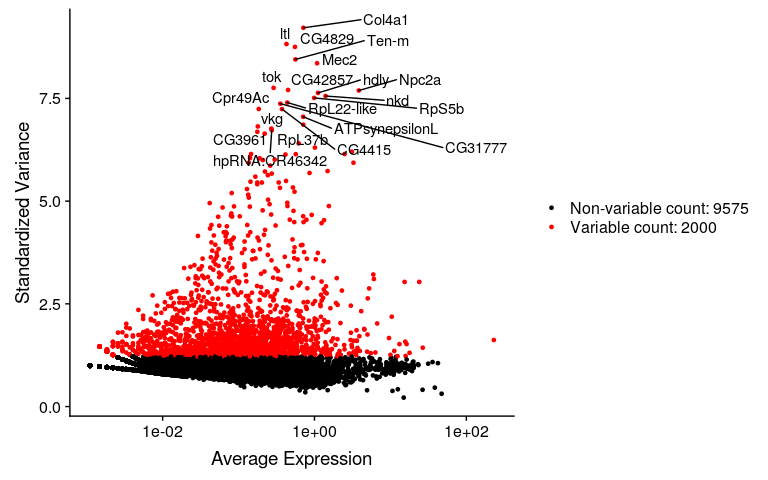 Col4a1
ltl
CG4829
Ten-m
Mec2
tok
CG42857
hdly
Npc2a
Cpr49Ac
nkd
RpL22-like
RpS5b
vkg
ATPsynepsilonL
CG3961
RpL37b
CG4415
CG31777
hpRNA:CR46342
7.5
5.0
2.5
0.0
Standardized Variance
1e-02
1e+00
1e+02
Average Expression
Non-variable count: 9575
Variable count: 2000